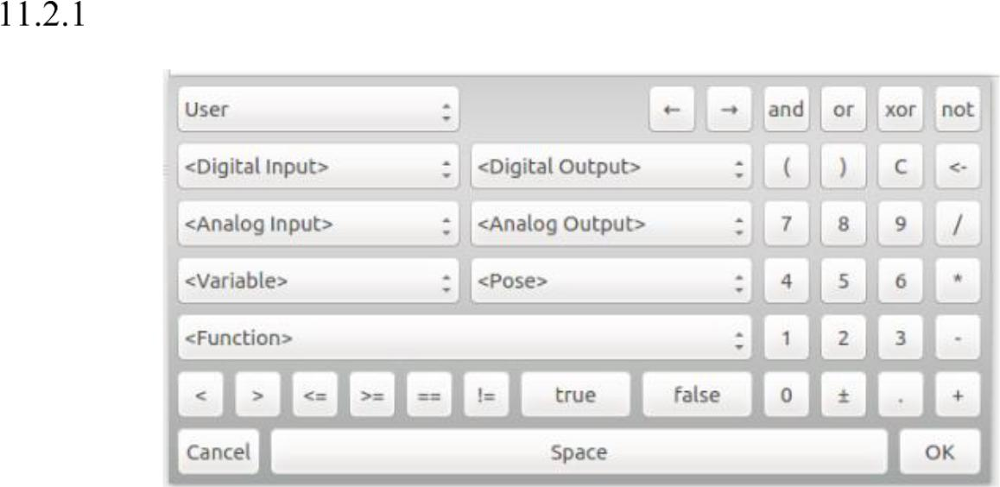 11.2.1
User ← → and or xor not
<Digital Input> <Digital Output> ( ) C <-
<Analog Input> <Analog Output> 7 8 9 /
<Variable> <Pose> 4 5 6 *
<Function> 1 2 3 -
< > <= >= == != true false 0 ± . +
Cancel Space OK